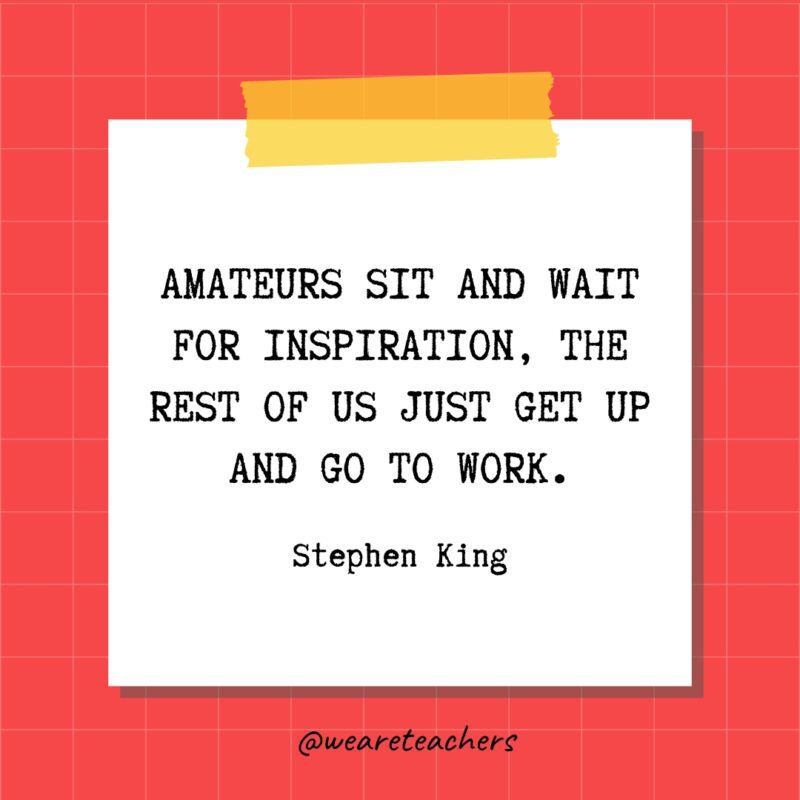 AMATEURS SIT AND WAIT
FOR INSPIRATION, THE
REST OF US JUST GET UP
AND GO TO WORK.
Stephen King
@weareteachers